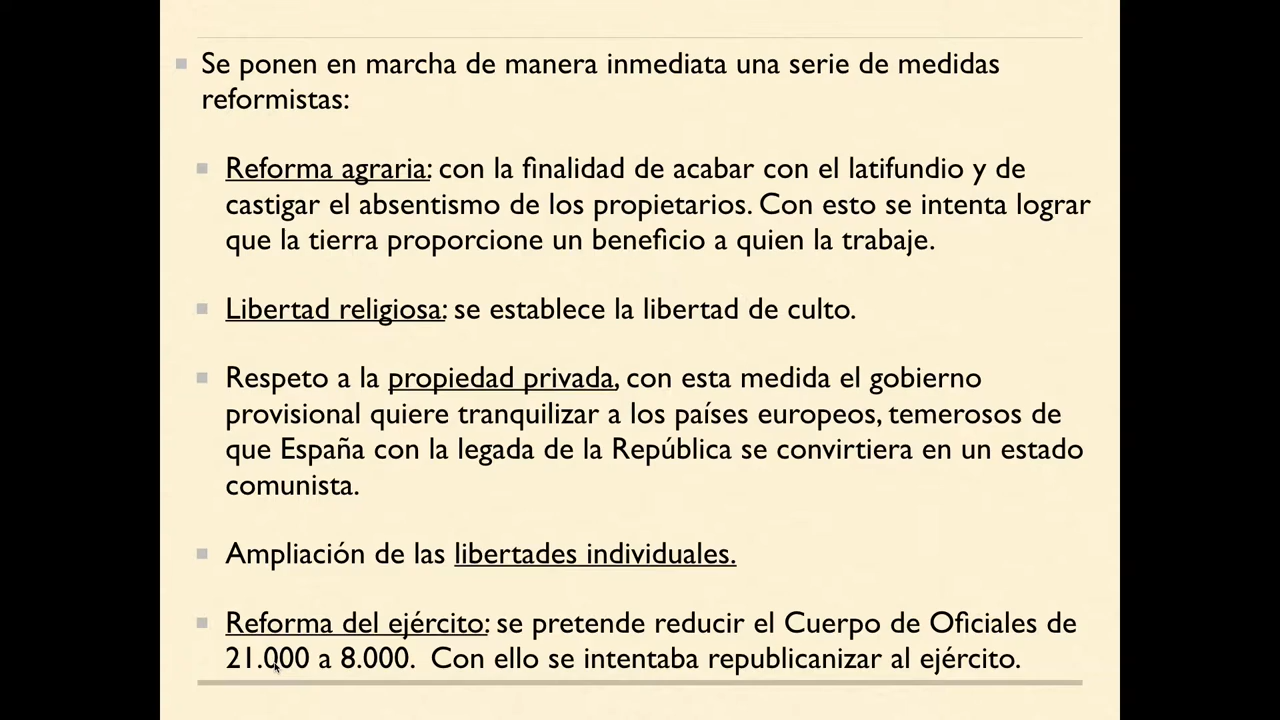 Se ponen en marcha de manera inmediata una serie de medidas
reformistas:
Reforma agraria: con la finalidad de acabar con el latifundio y de
castigar el absentismo de los propietarios. Con esto se intenta lograr
que la tierra proporcione un beneficio a quien la trabaje.
Libertad religiosa: se establece la libertad de culto.
Respeto a la propiedad privada, con esta medida el gobierno
provisional quiere tranquilizar a los países europeos, temerosos de
que España con la legada de la República se convirtiera en un estado
comunista.
Ampliación de las libertades individuales.
Reforma del ejército: se pretende reducir el Cuerpo de Oficiales de
21.000 a 8.000. Con ello se intentaba republicanizar al ejército.